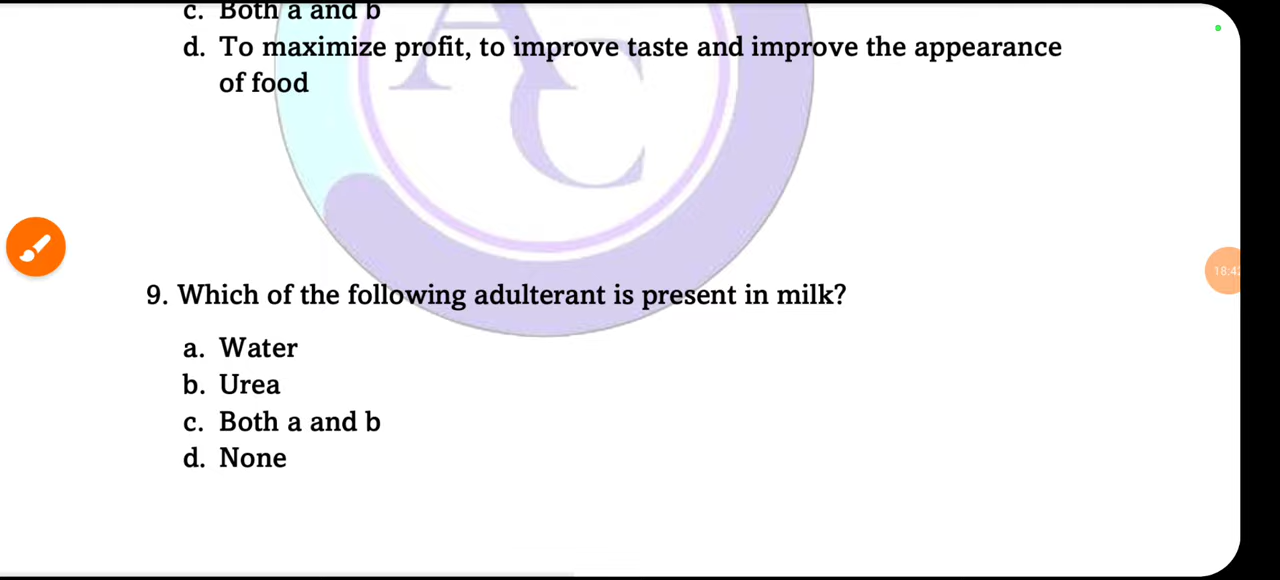 c. Both a and b
d. To maximize profit, to improve taste and improve the appearance
of food
AC
9. Which of the following adulterant is present in milk?
a. Water
b. Urea
c. Both a and b
d. None